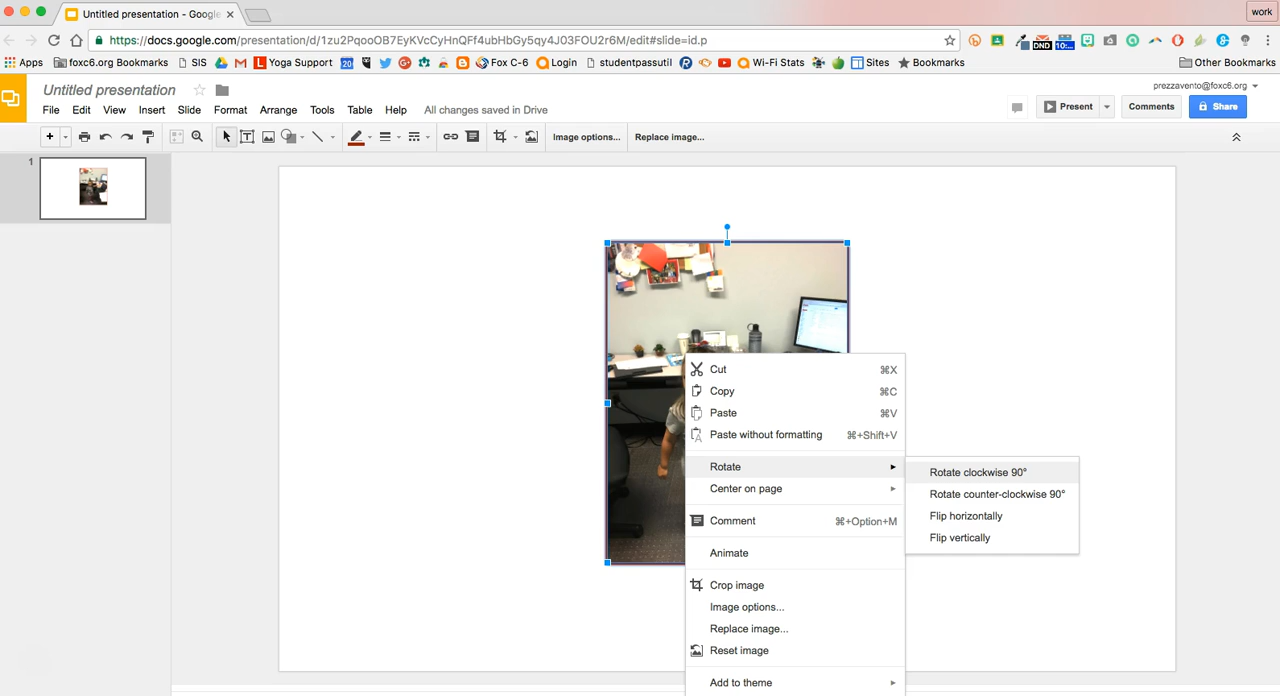 Untitled presentation - Google
work
https://docs.google.com/presentation/d/1zu2PqooOB7EyKVcCyHnQFf4ubHbGy5qy4J03FOU2r6M/edit#slide=id.p
DND
10:...
Apps
foxc6.org Bookmarks
SIS
20
Yoga Support
Fox C-6
Login
studentpassutil
Wi-Fi Stats
Sites
Bookmarks
Other Bookmarks
Untitled presentation
prezzavento@foxc6.org
File Edit View Insert Slide Format Arrange Tools Table Help All changes saved in Drive
Present
Comments
Share
Image options...
Replace image...
1
Cut ⌘X
Copy ⌘C
Paste ⌘V
Paste without formatting ⌘+Shift+V
Rotate
Rotate clockwise 90°
Rotate counter-clockwise 90°
Flip horizontally
Flip vertically
Center on page
Comment ⌘+Option+M
Animate
Crop image
Image options...
Replace image...
Reset image
Add to theme